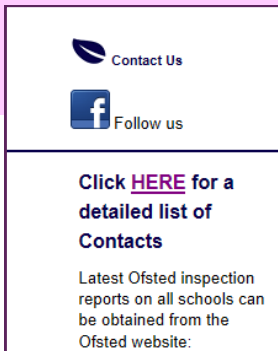 Contact Us
f Follow us
Click HERE for a
detailed list of
Contacts
Latest Ofsted inspection
reports on all schools can
be obtained from the
Ofsted website: